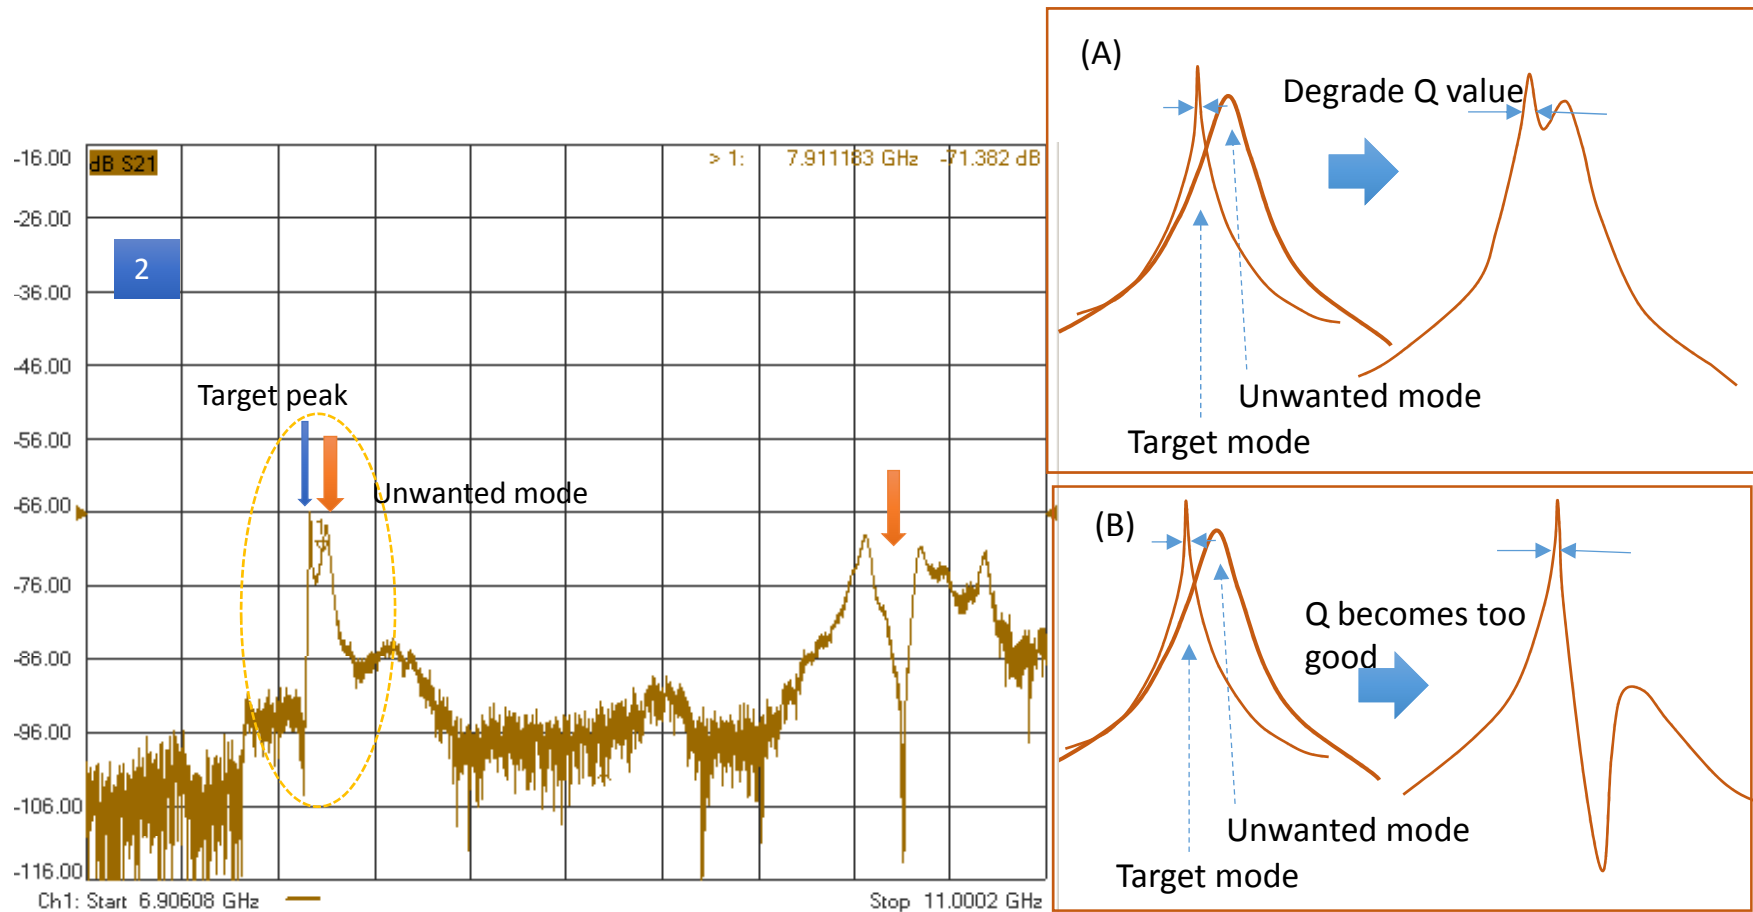 dB S21
> 1: 7.911183 GHz -71.382 dB
-16.00
-26.00
-36.00
-46.00
-56.00
-66.00
-76.00
-86.00
-96.00
-106.00
-116.00
2
Target peak
Unwanted mode
1
Ch1: Start 6.90608 GHz
Stop 11.0002 GHz
(A)
Degrade Q value
Unwanted mode
Target mode
(B)
Q becomes too
good
Unwanted mode
Target mode